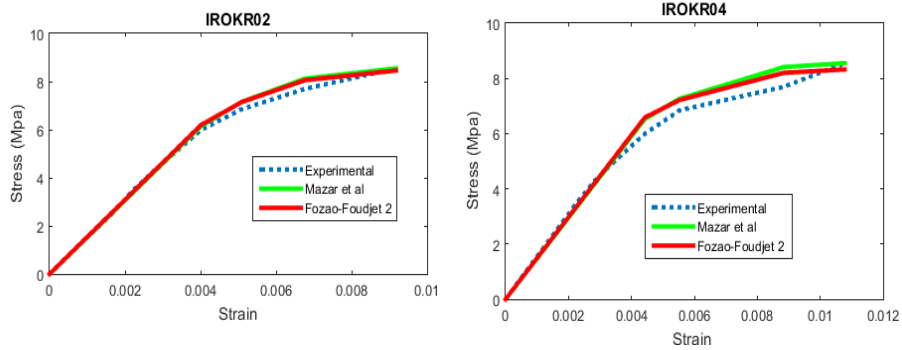 IROKR02
Stress (Mpa)
10
8
6
4
2
0
Experimental
Mazar et al
Fozao-Foudjet 2
0 0.002 0.004 0.006 0.008 0.01
Strain
IROKR04
Stress (Mpa)
10
8
6
4
2
0
Experimental
Mazar et al
Fozao-Foudjet 2
0 0.002 0.004 0.006 0.008 0.01 0.012
Strain